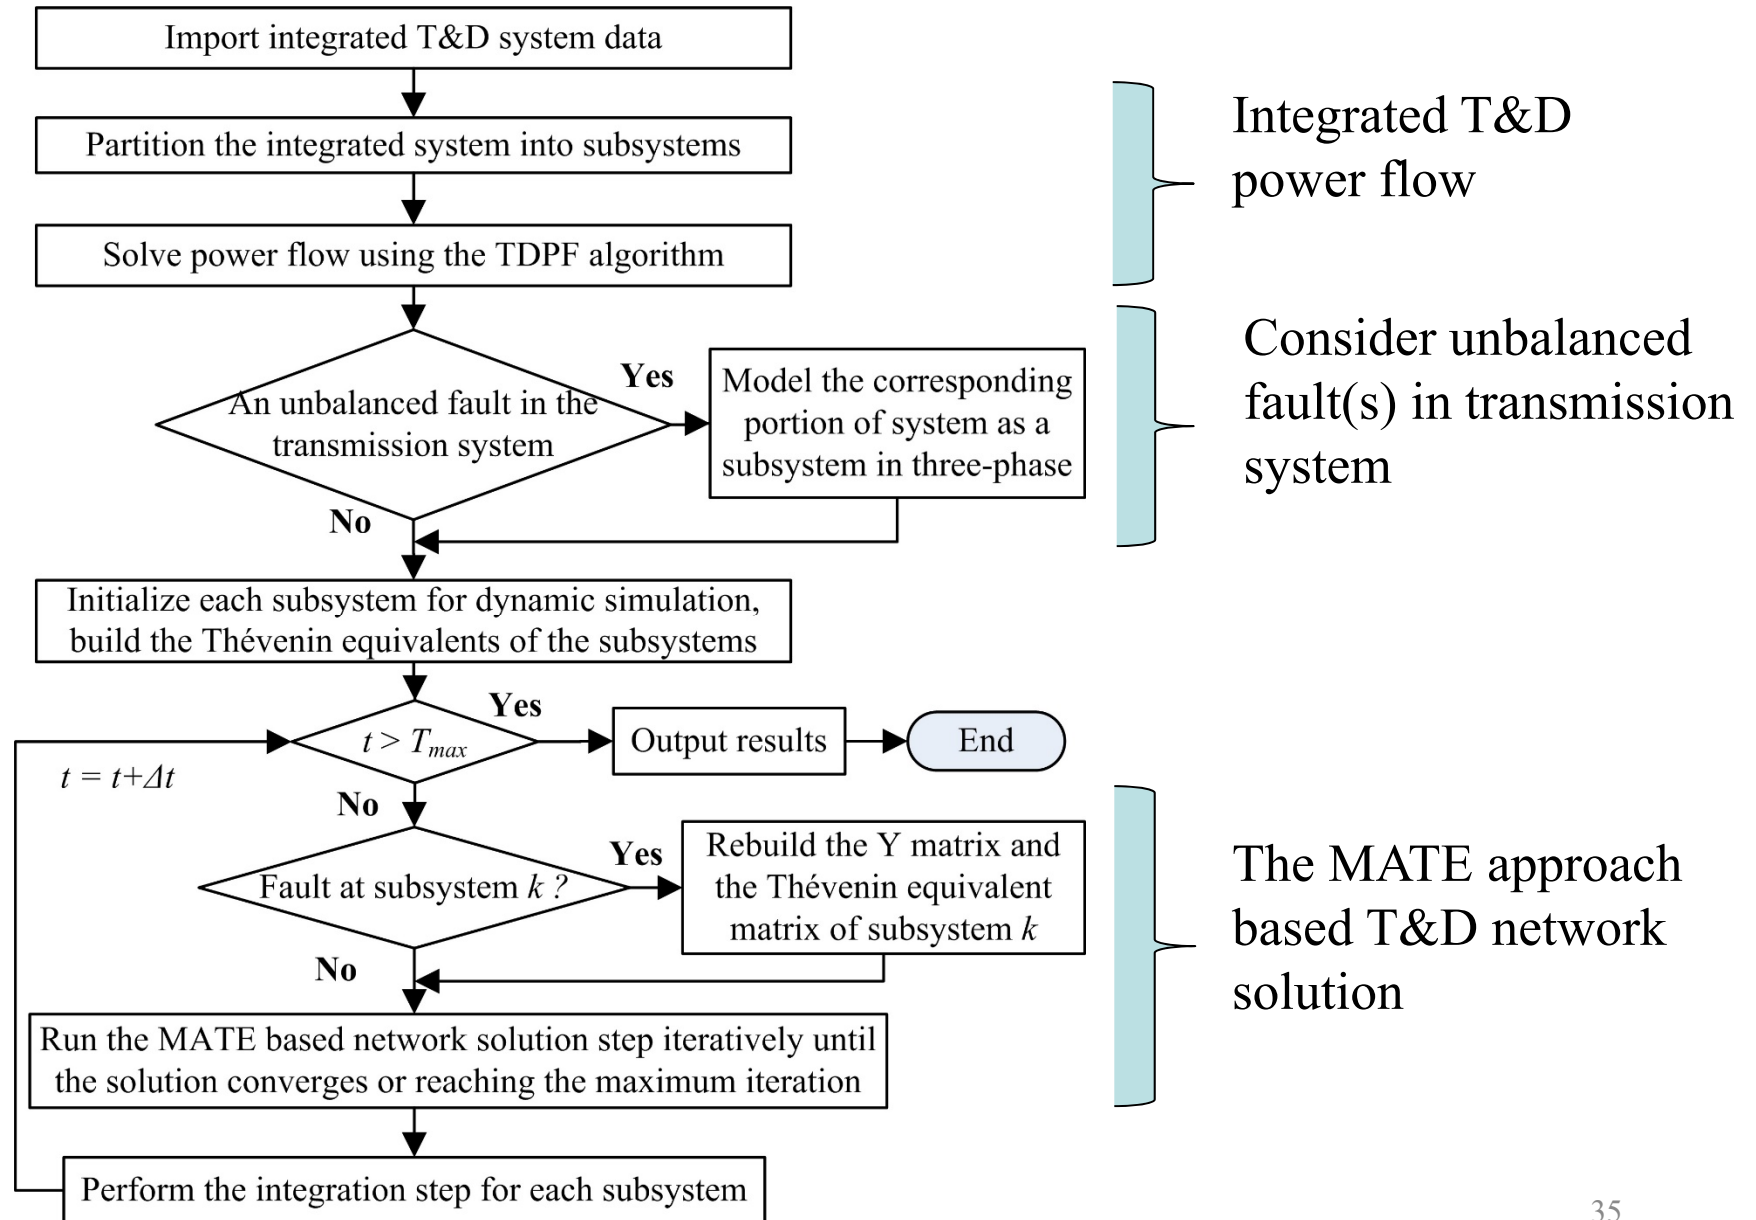 Import integrated T&D system data
Partition the integrated system into subsystems
Solve power flow using the TDPF algorithm
An unbalanced fault in the
transmission system
Yes
Model the corresponding
portion of system as a
subsystem in three-phase
No
Initialize each subsystem for dynamic simulation,
build the Thévenin equivalents of the subsystems
t > Tmax
Yes
Output results
End
t = t+Δt
No
Fault at subsystem k ?
Yes
Rebuild the Y matrix and
the Thévenin equivalent
matrix of subsystem k
No
Run the MATE based network solution step iteratively until
the solution converges or reaching the maximum iteration
Perform the integration step for each subsystem
Integrated T&D
power flow
Consider unbalanced
fault(s) in transmission
system
The MATE approach
based T&D network
solution
35